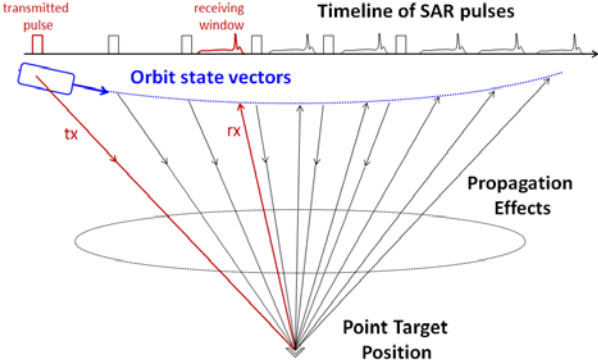 transmitted
pulse
receiving
window
Timeline of SAR pulses
Orbit state vectors
tx
rx
Propagation
Effects
Point Target
Position